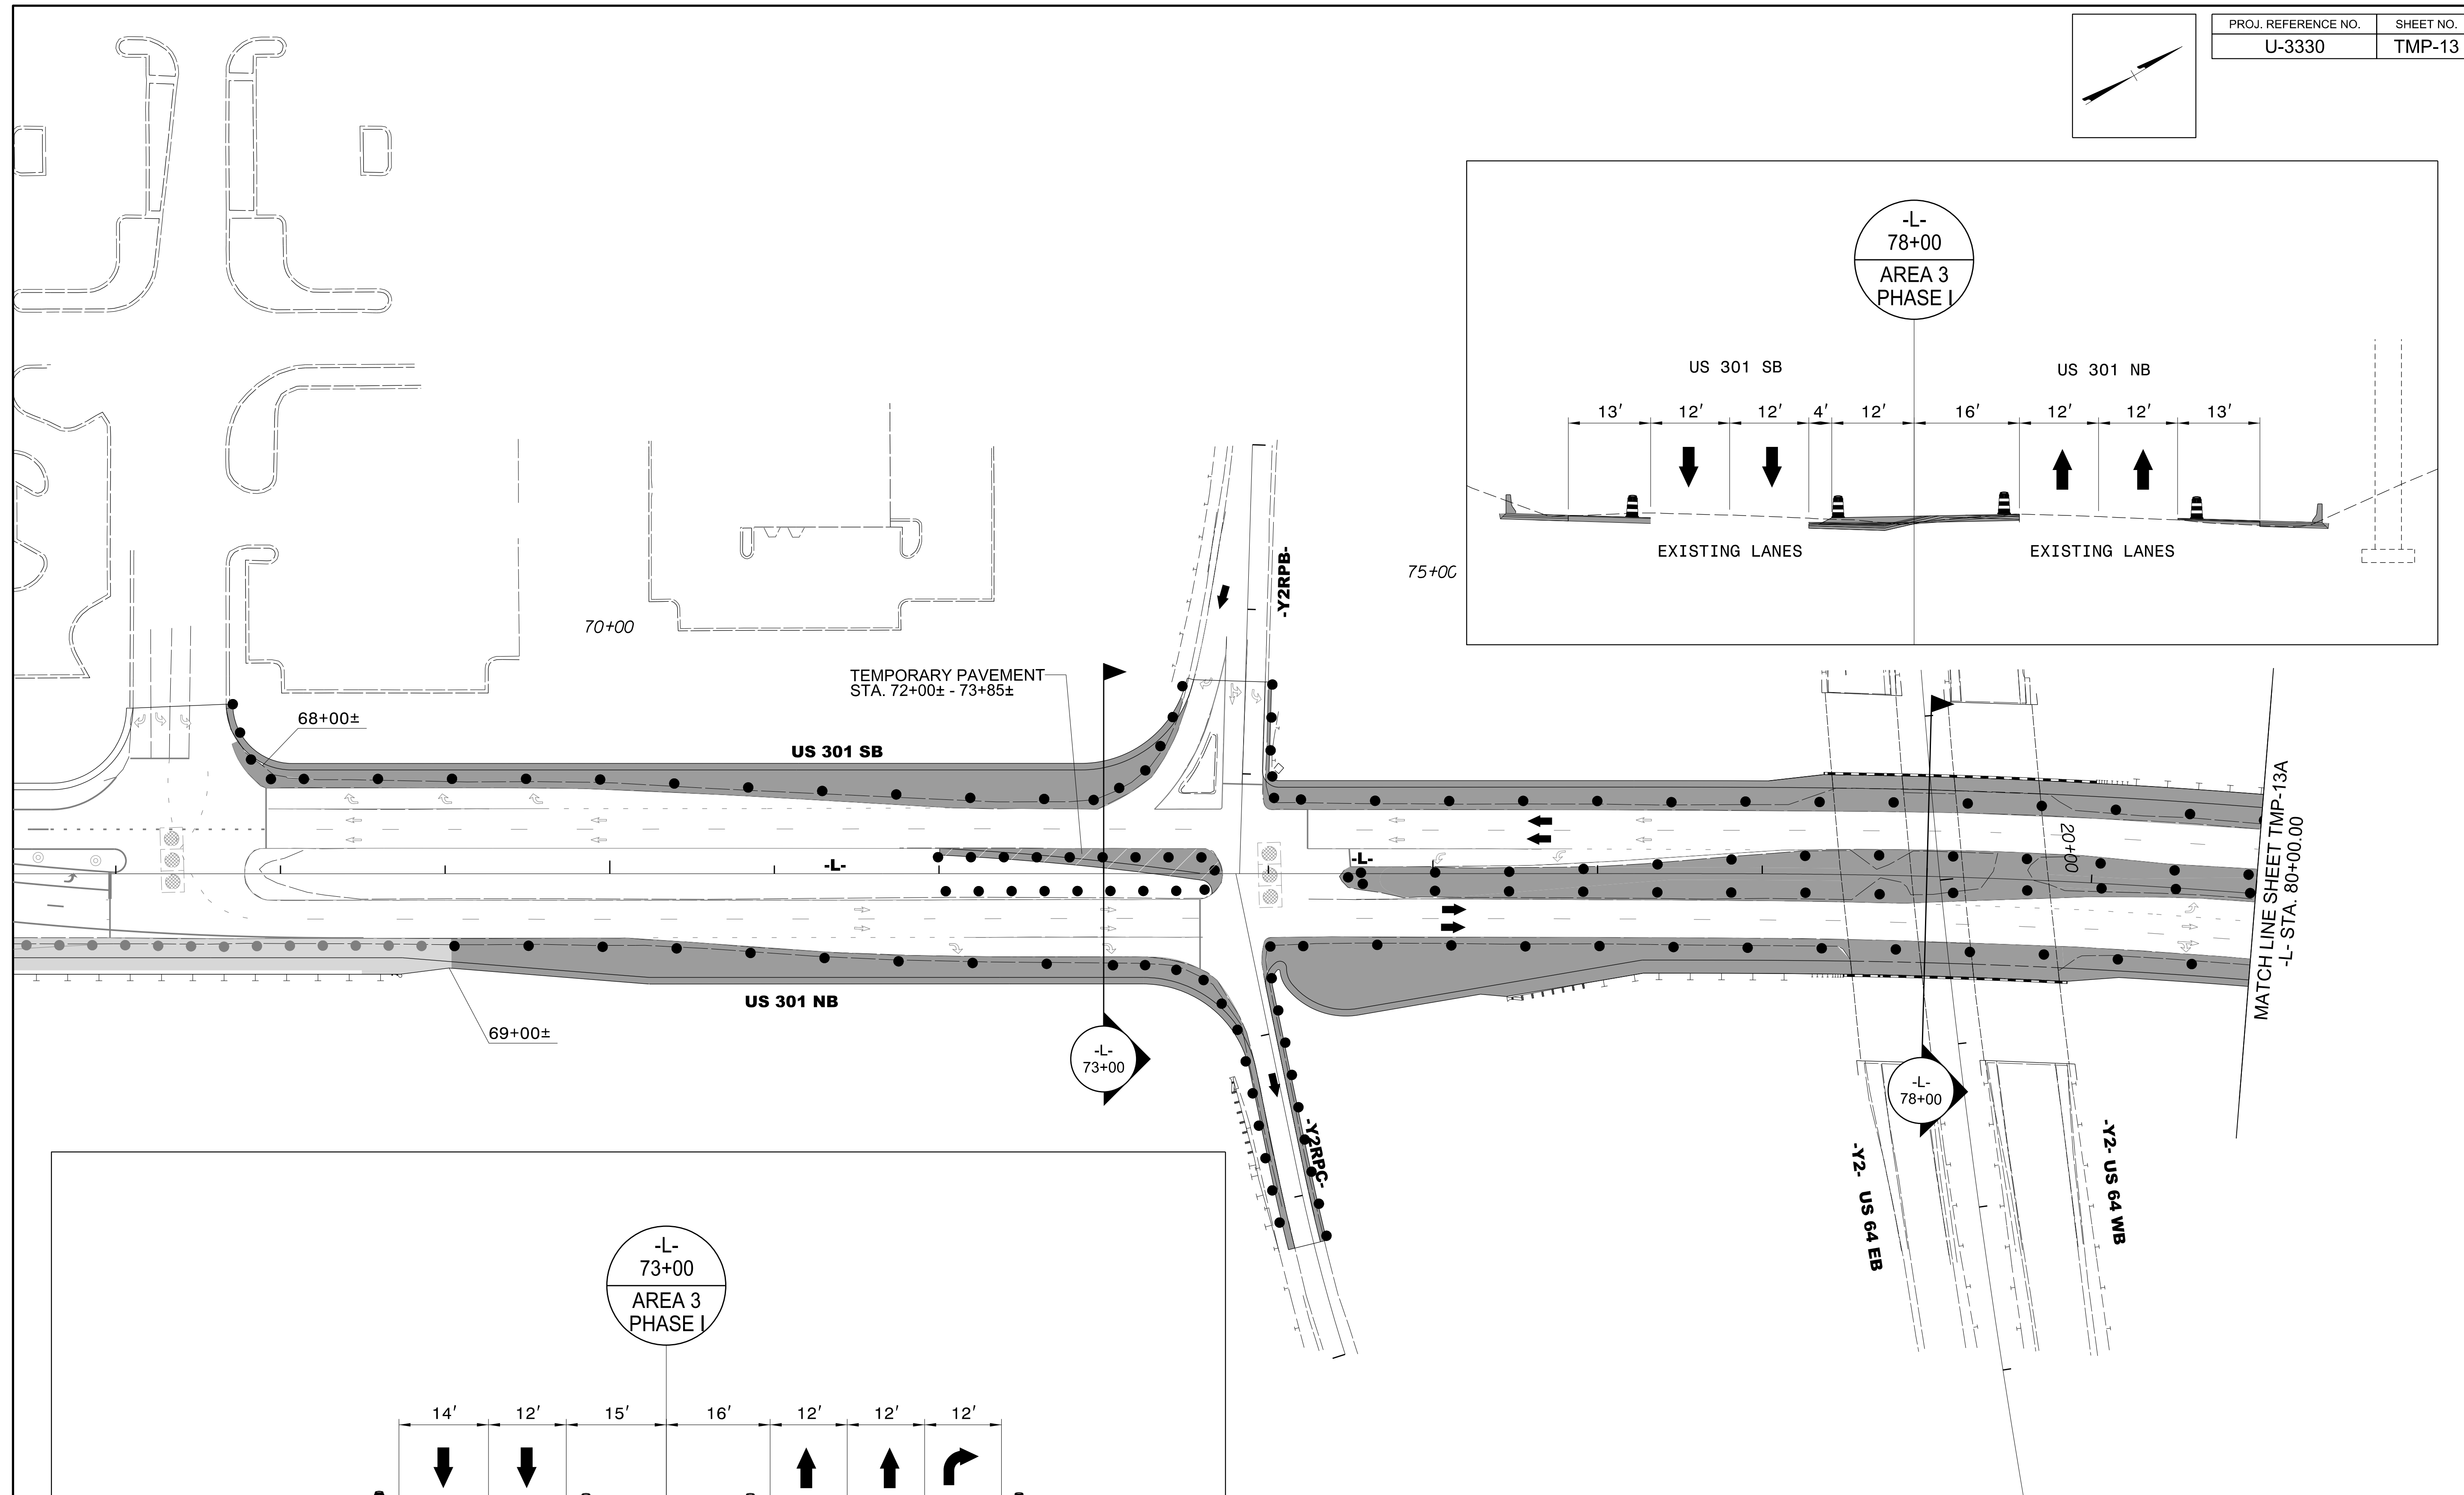 PROJ. REFERENCE NO. SHEET NO.
U-3330 TMP-13
-L-
78+00
AREA 3
PHASE I
US 301 SB
US 301 NB
13' 12' 12' 4' 12' 16' 12' 12' 13'
EXISTING LANES
EXISTING LANES
75+00
-Y2RPB-
70+00
TEMPORARY PAVEMENT
STA. 72+00± - 73+85±
68+00±
US 301 SB
-L-
-L-
20+00
MATCH LINE SHEET TMP-13A
-L- STA. 80+00.00
US 301 NB
69+00±
-L-
73+00
-L-
78+00
-Y2RPC-
-Y2- US 64 EB
-Y2- US 64 WB
-L-
73+00
AREA 3
PHASE I
14' 12' 15' 16' 12' 12' 12'